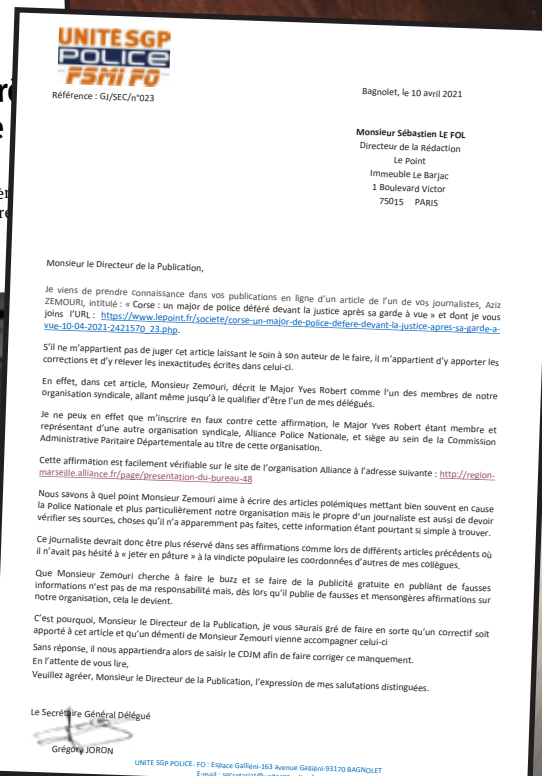 UNITE SGP
POLICE
FSMI FO
Référence : GJ/SEC/n°023
Bagnolet, le 10 avril 2021
Monsieur Sébastien LE FOL
Directeur de la Rédaction
Le Point
Immeuble Le Barjac
1 Boulevard Victor
75015 PARIS
Monsieur le Directeur de la Publication,
Je viens de prendre connaissance dans vos publications en ligne d'un article de l'un de vos journalistes, Aziz
ZEMOURI, intitulé : « Corse : un major de police déféré devant la justice après sa garde à vue » et dont je vous
joins l'URL : https://www.lepoint.fr/societe/corse-un-major-de-police-defere-devant-la-justice-apres-sa-garde-a-
vue-10-04-2021-2421570_23.php.
S'il ne m'appartient pas de juger cet article laissant le soin à son auteur de le faire, il m'appartient d'y apporter les
corrections et d'y relever les inexactitudes écrites dans celui-ci.
En effet, dans cet article, Monsieur Zemouri, décrit le Major Yves Robert comme l'un des membres de notre
organisation syndicale, allant même jusqu'à le qualifier d'être l'un de mes délégués.
Je ne peux en effet que m'inscrire en faux contre cette affirmation, le Major Yves Robert étant membre et
représentant d'une autre organisation syndicale, Alliance Police Nationale, et siège au sein de la Commission
Administrative Paritaire Départementale au titre de cette organisation.
Cette affirmation est facilement vérifiable sur le site de l'organisation Alliance à l'adresse suivante : http://region-
marseille.alliance.fr/page/presentation-du-bureau-48
Nous savons à quel point Monsieur Zemouri aime à écrire des articles polémiques mettant bien souvent en cause
la Police Nationale et plus particulièrement notre organisation mais le propre d'un journaliste est aussi de devoir
vérifier ses sources, choses qu'il n'a apparemment pas faites, cette information étant pourtant si simple à trouver.
Ce journaliste devrait donc être plus réservé dans ses affirmations comme lors de différents articles précédents où
il n'avait pas hésité à « jeter en pâture » à la vindicte populaire les coordonnées d'autres de mes collègues.
Que Monsieur Zemouri cherche à faire le buzz et se faire de la publicité gratuite en publiant de fausses
informations n'est pas de ma responsabilité mais, dès lors qu'il publie de fausses et mensongères affirmations sur
notre organisation, cela le devient.
C'est pourquoi, Monsieur le Directeur de la Publication, je vous saurais gré de faire en sorte qu'un correctif soit
apporté à cet article et qu'un démenti de Monsieur Zemouri vienne accompagner celui-ci
Sans réponse, il nous appartiendra alors de saisir le CDJM afin de faire corriger ce manquement.
En l'attente de vous lire,
Veuillez agréer, Monsieur le Directeur de la Publication, l'expression de mes salutations distinguées.
Le Secrétaire Général Délégué
Grégory JORON
UNITE SGP POLICE- FO : Espace Galliéni-163 avenue Galliéni-93170 BAGNOLET